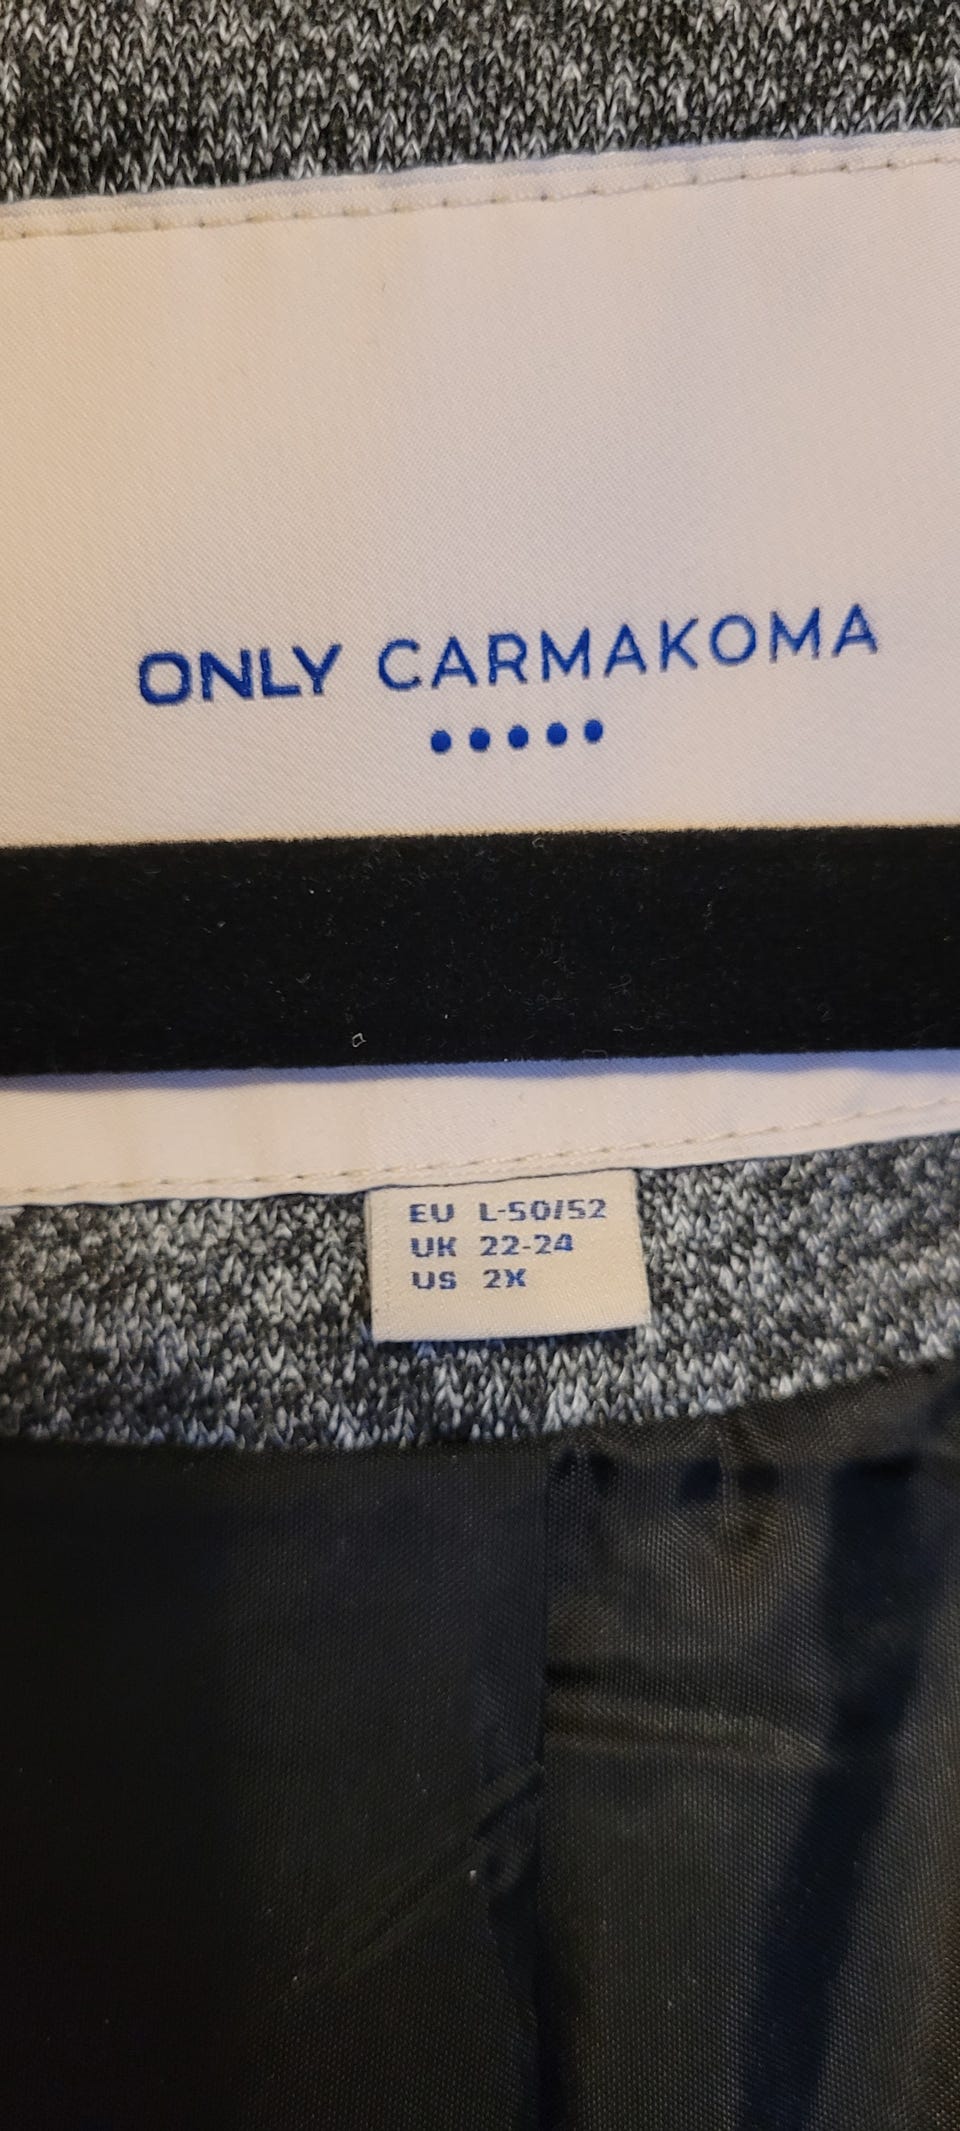 ONLY CARMAKOMA
EU L-50/52
UK 22-24
US 2X